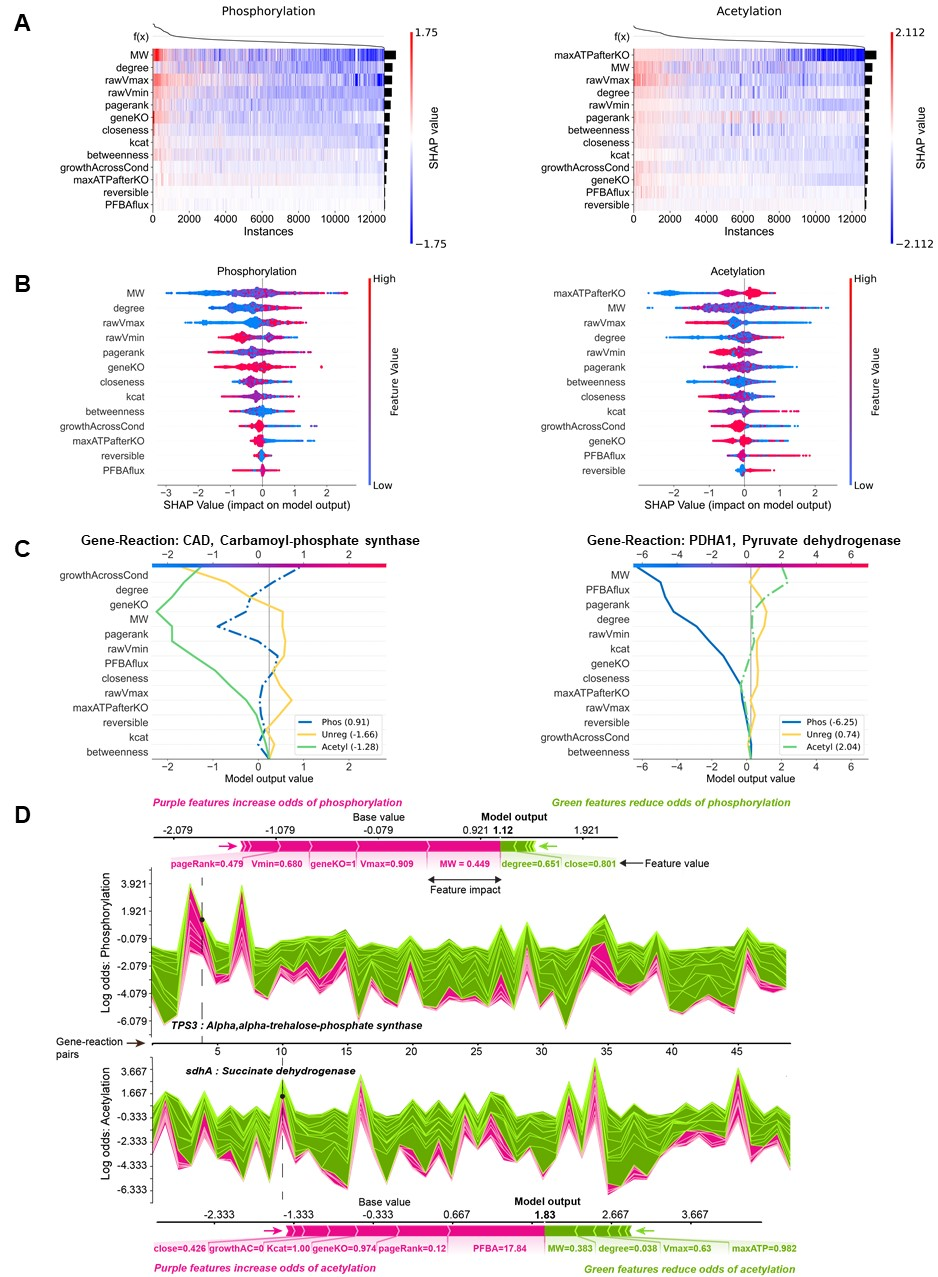 A
Phosphorylation
f(x)
MW
degree
rawVmax
rawVmin
pagerank
geneKO
closeness
kcat
betweenness
growthAcrossCond
maxATPafterKO
reversible
PFBAflux
0 2000 4000 6000 8000 10000 12000
Instances
1.75
SHAP value
−1.75
Acetylation
f(x)
maxATPafterKO
MW
rawVmax
degree
rawVmin
pagerank
betweenness
closeness
kcat
growthAcrossCond
geneKO
PFBAflux
reversible
0 2000 4000 6000 8000 10000 12000
Instances
2.112
SHAP value
−2.112
B
Phosphorylation
MW
degree
rawVmax
rawVmin
pagerank
geneKO
closeness
kcat
betweenness
growthAcrossCond
maxATPafterKO
reversible
PFBAflux
−3 −2 −1 0 1 2
SHAP Value (impact on model output)
High
Feature Value
Low
Acetylation
maxATPafterKO
MW
rawVmax
degree
rawVmin
pagerank
betweenness
closeness
kcat
growthAcrossCond
geneKO
PFBAflux
reversible
−2 −1 0 1 2
SHAP Value (impact on model output)
High
Feature Value
Low
C
Gene-Reaction: CAD, Carbamoyl-phosphate synthase
−2 −1 0 1 2
growthAcrossCond
degree
geneKO
MW
pagerank
rawVmin
PFBAflux
closeness
rawVmax
maxATPafterKO
reversible
kcat
betweenness
Phos (0.91)
Unreg (-1.66)
Acetyl (-1.28)
−2 −1 0 1 2
Model output value
Gene-Reaction: PDHA1, Pyruvate dehydrogenase
−6 −4 −2 0 2 4 6
MW
PFBAflux
pagerank
degree
rawVmin
kcat
geneKO
closeness
maxATPafterKO
rawVmax
reversible
growthAcrossCond
betweenness
Phos (-6.25)
Unreg (0.74)
Acetyl (2.04)
−6 −4 −2 0 2 4 6
Model output value
D
Purple features increase odds of phosphorylation
Green features reduce odds of phosphorylation
Base value
Model output
-2.079 -1.079 -0.079 0.921 1.12 1.921
pageRank=0.479 Vmin=0.680 geneKO=1 Vmax=0.909 MW = 0.449 degree=0.651 close=0.801
Feature value
Feature impact
Log odds: Phosphorylation
3.921
1.921
-0.079
-2.079
-4.079
-6.079
TPS3 : Alpha,alpha-trehalose-phosphate synthase
Gene-reaction
pairs
5 10 15 20 25 30 35 40 45
sdhA : Succinate dehydrogenase
Log odds: Acetylation
3.667
1.667
-0.333
-2.333
-4.333
-6.333
Base value
Model output
-2.333 -1.333 -0.333 0.667 1.83 2.667 3.667
close=0.426 growthAC=0 Kcat=1.00 geneKO=0.974 pageRank=0.12 PFBA=17.84 MW=0.383 degree=0.038 Vmax=0.63 maxATP=0.982
Purple features increase odds of acetylation
Green features reduce odds of acetylation